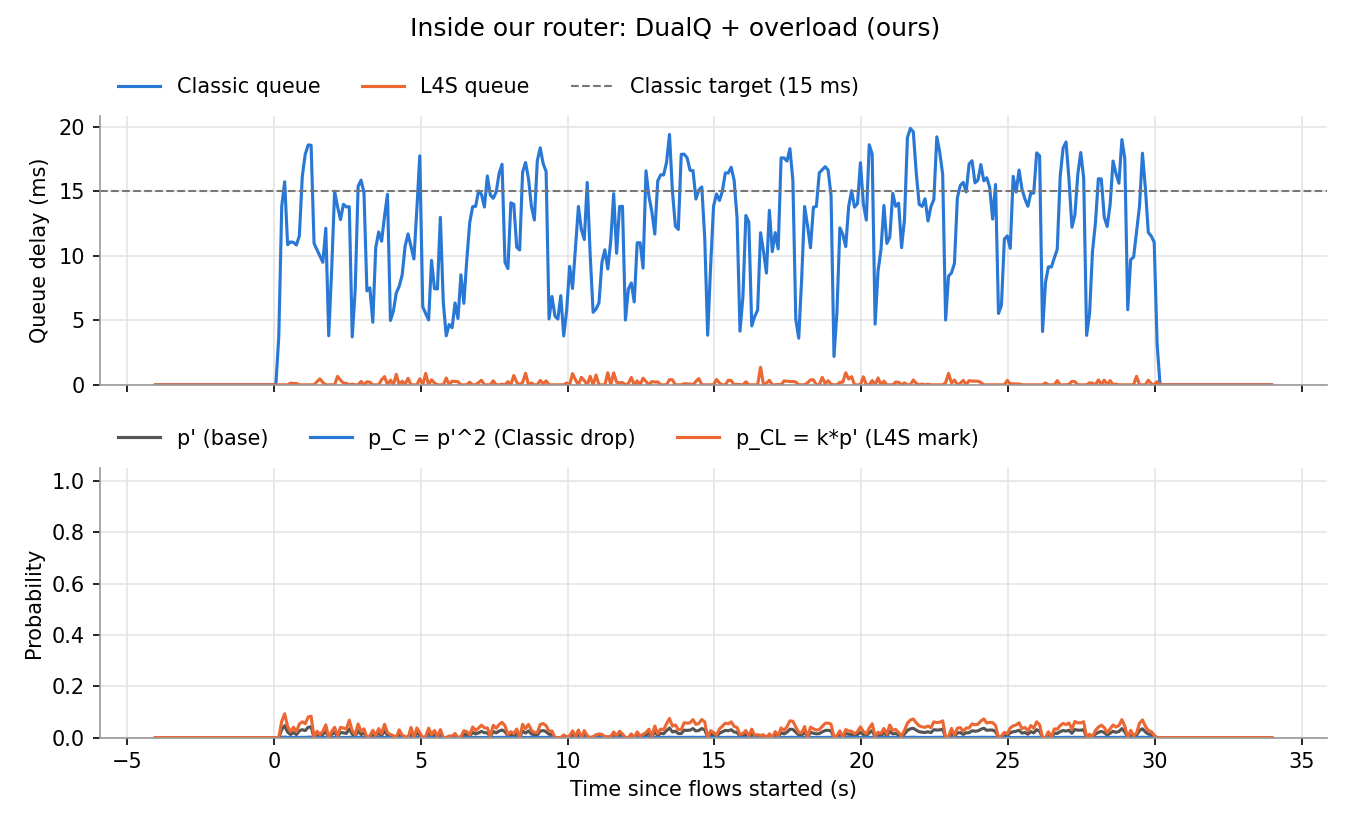 Inside our router: DualQ + overload (ours)
Classic queue L4S queue Classic target (15 ms)
Queue delay (ms)
20
15
10
5
0
p' (base) p_C = p'^2 (Classic drop) p_CL = k*p' (L4S mark)
Probability
1.0
0.8
0.6
0.4
0.2
0.0
−5 0 5 10 15 20 25 30 35
Time since flows started (s)